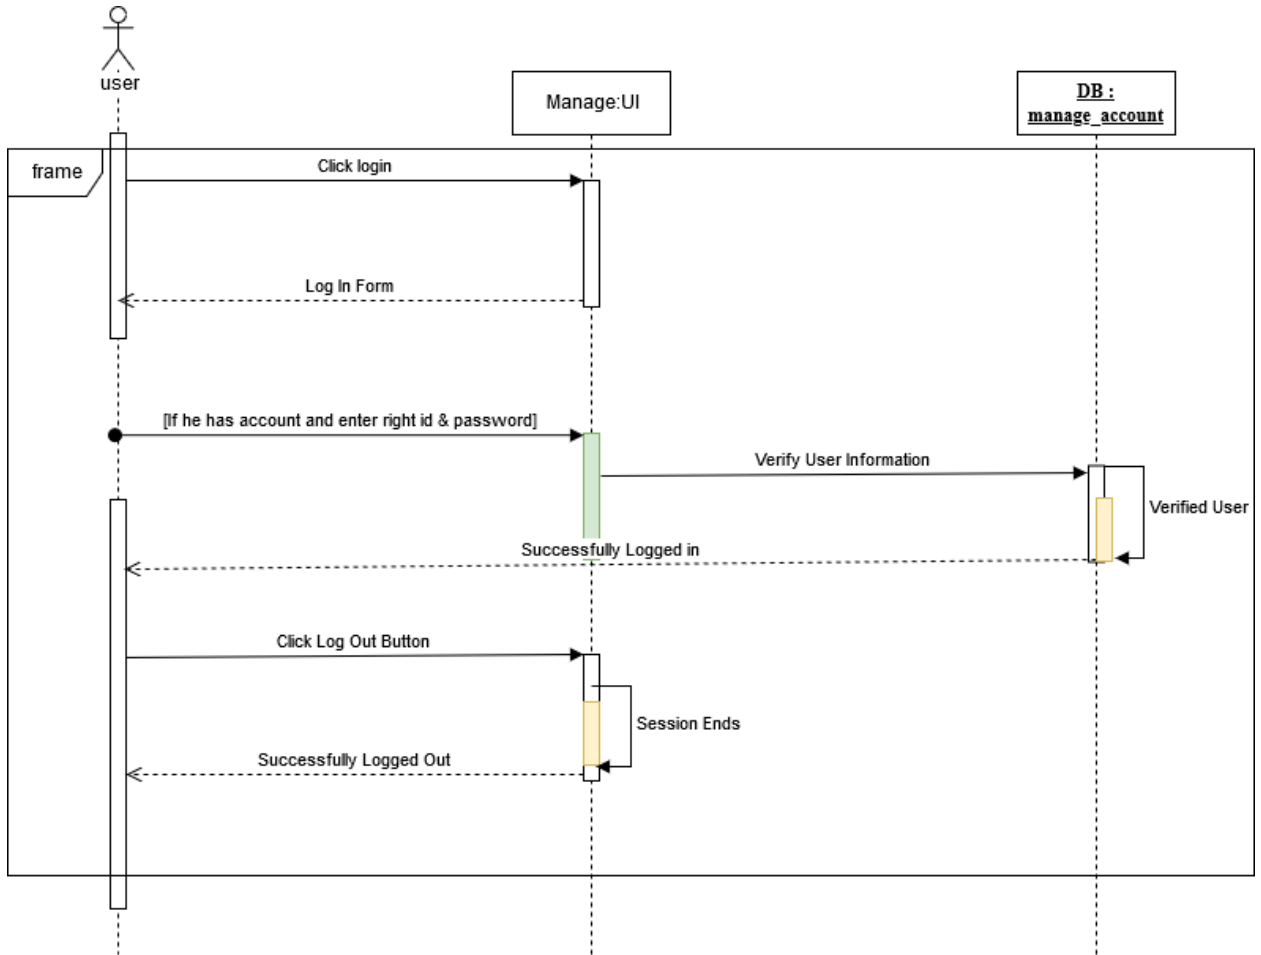 user
Manage:UI
DB :
manage_account
frame
Click login
Log In Form
[If he has account and enter right id & password]
Verify User Information
Verified User
Successfully Logged in
Click Log Out Button
Session Ends
Successfully Logged Out